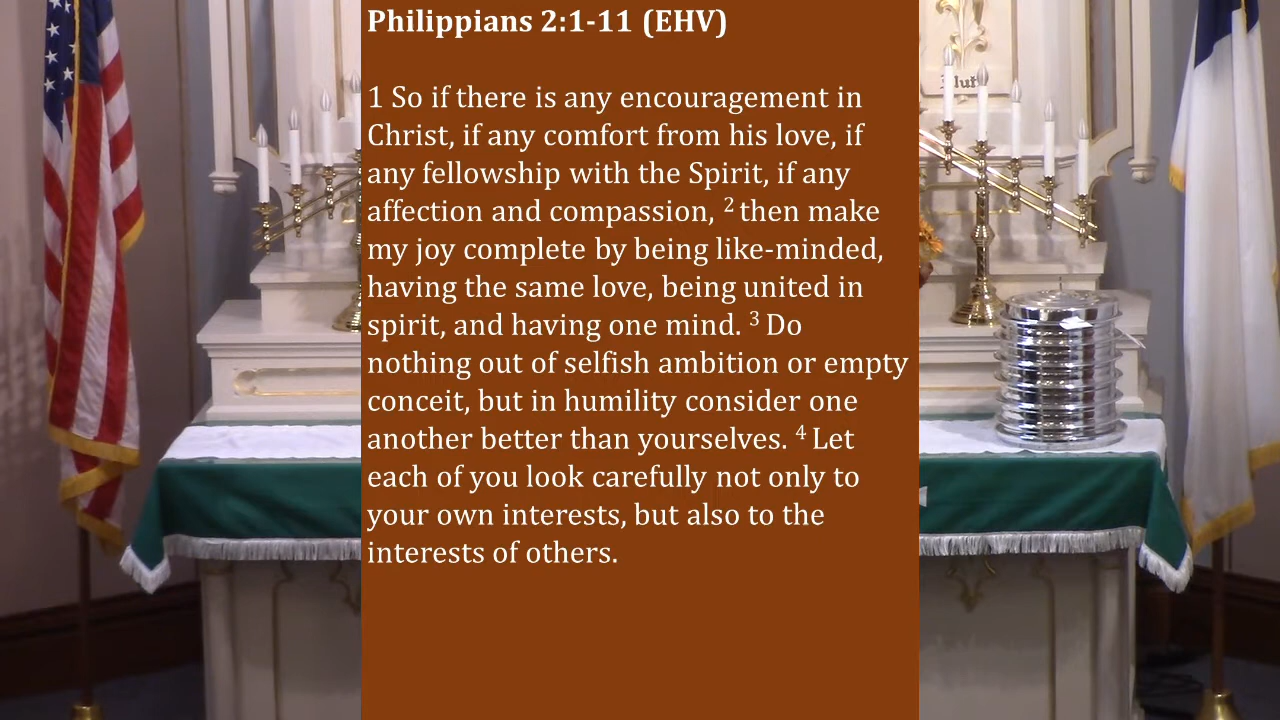 Philippians 2:1-11 (EHV)
1 So if there is any encouragement in
Christ, if any comfort from his love, if
any fellowship with the Spirit, if any
affection and compassion, ² then make
my joy complete by being like-minded,
having the same love, being united in
spirit, and having one mind. ³ Do
nothing out of selfish ambition or empty
conceit, but in humility consider one
another better than yourselves. ⁴ Let
each of you look carefully not only to
your own interests, but also to the
interests of others.